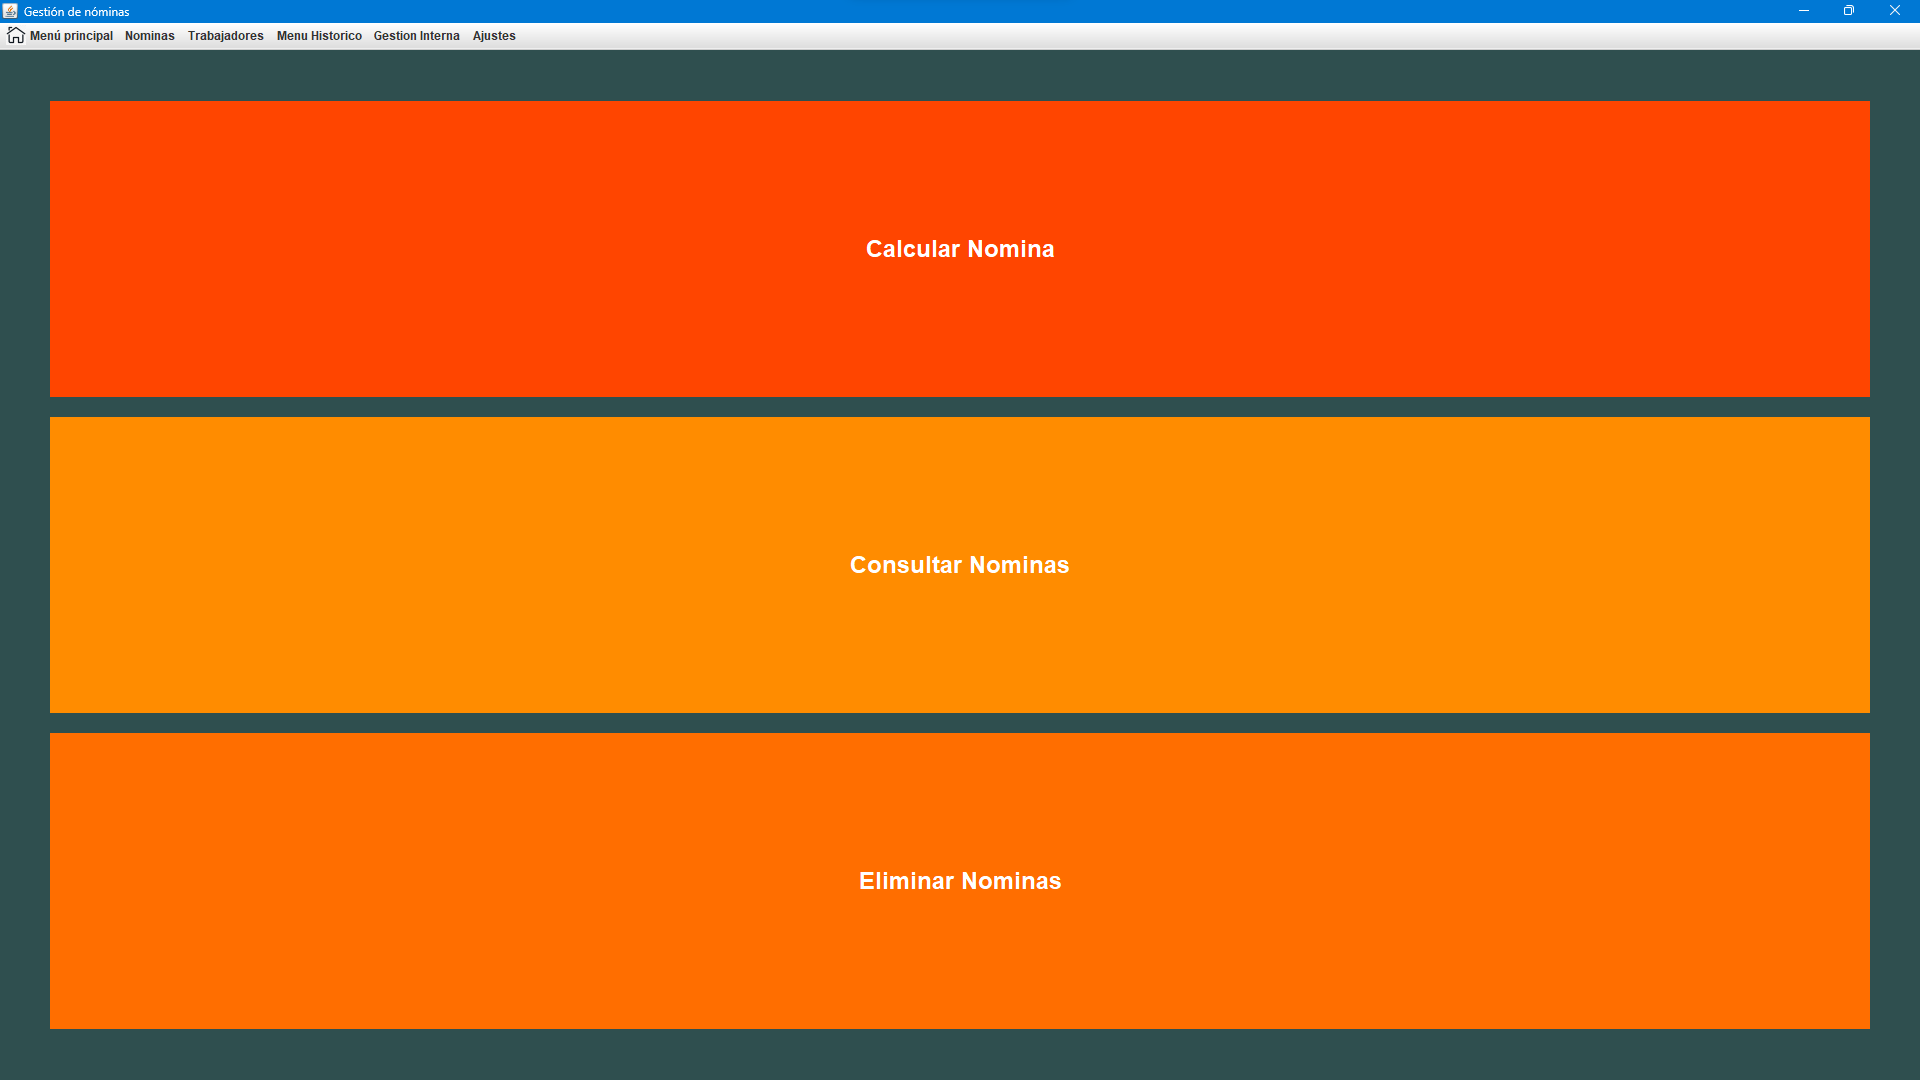 Gestión de nóminas
Menú principal Nominas Trabajadores Menu Historico Gestion Interna Ajustes
Calcular Nomina
Consultar Nominas
Eliminar Nominas